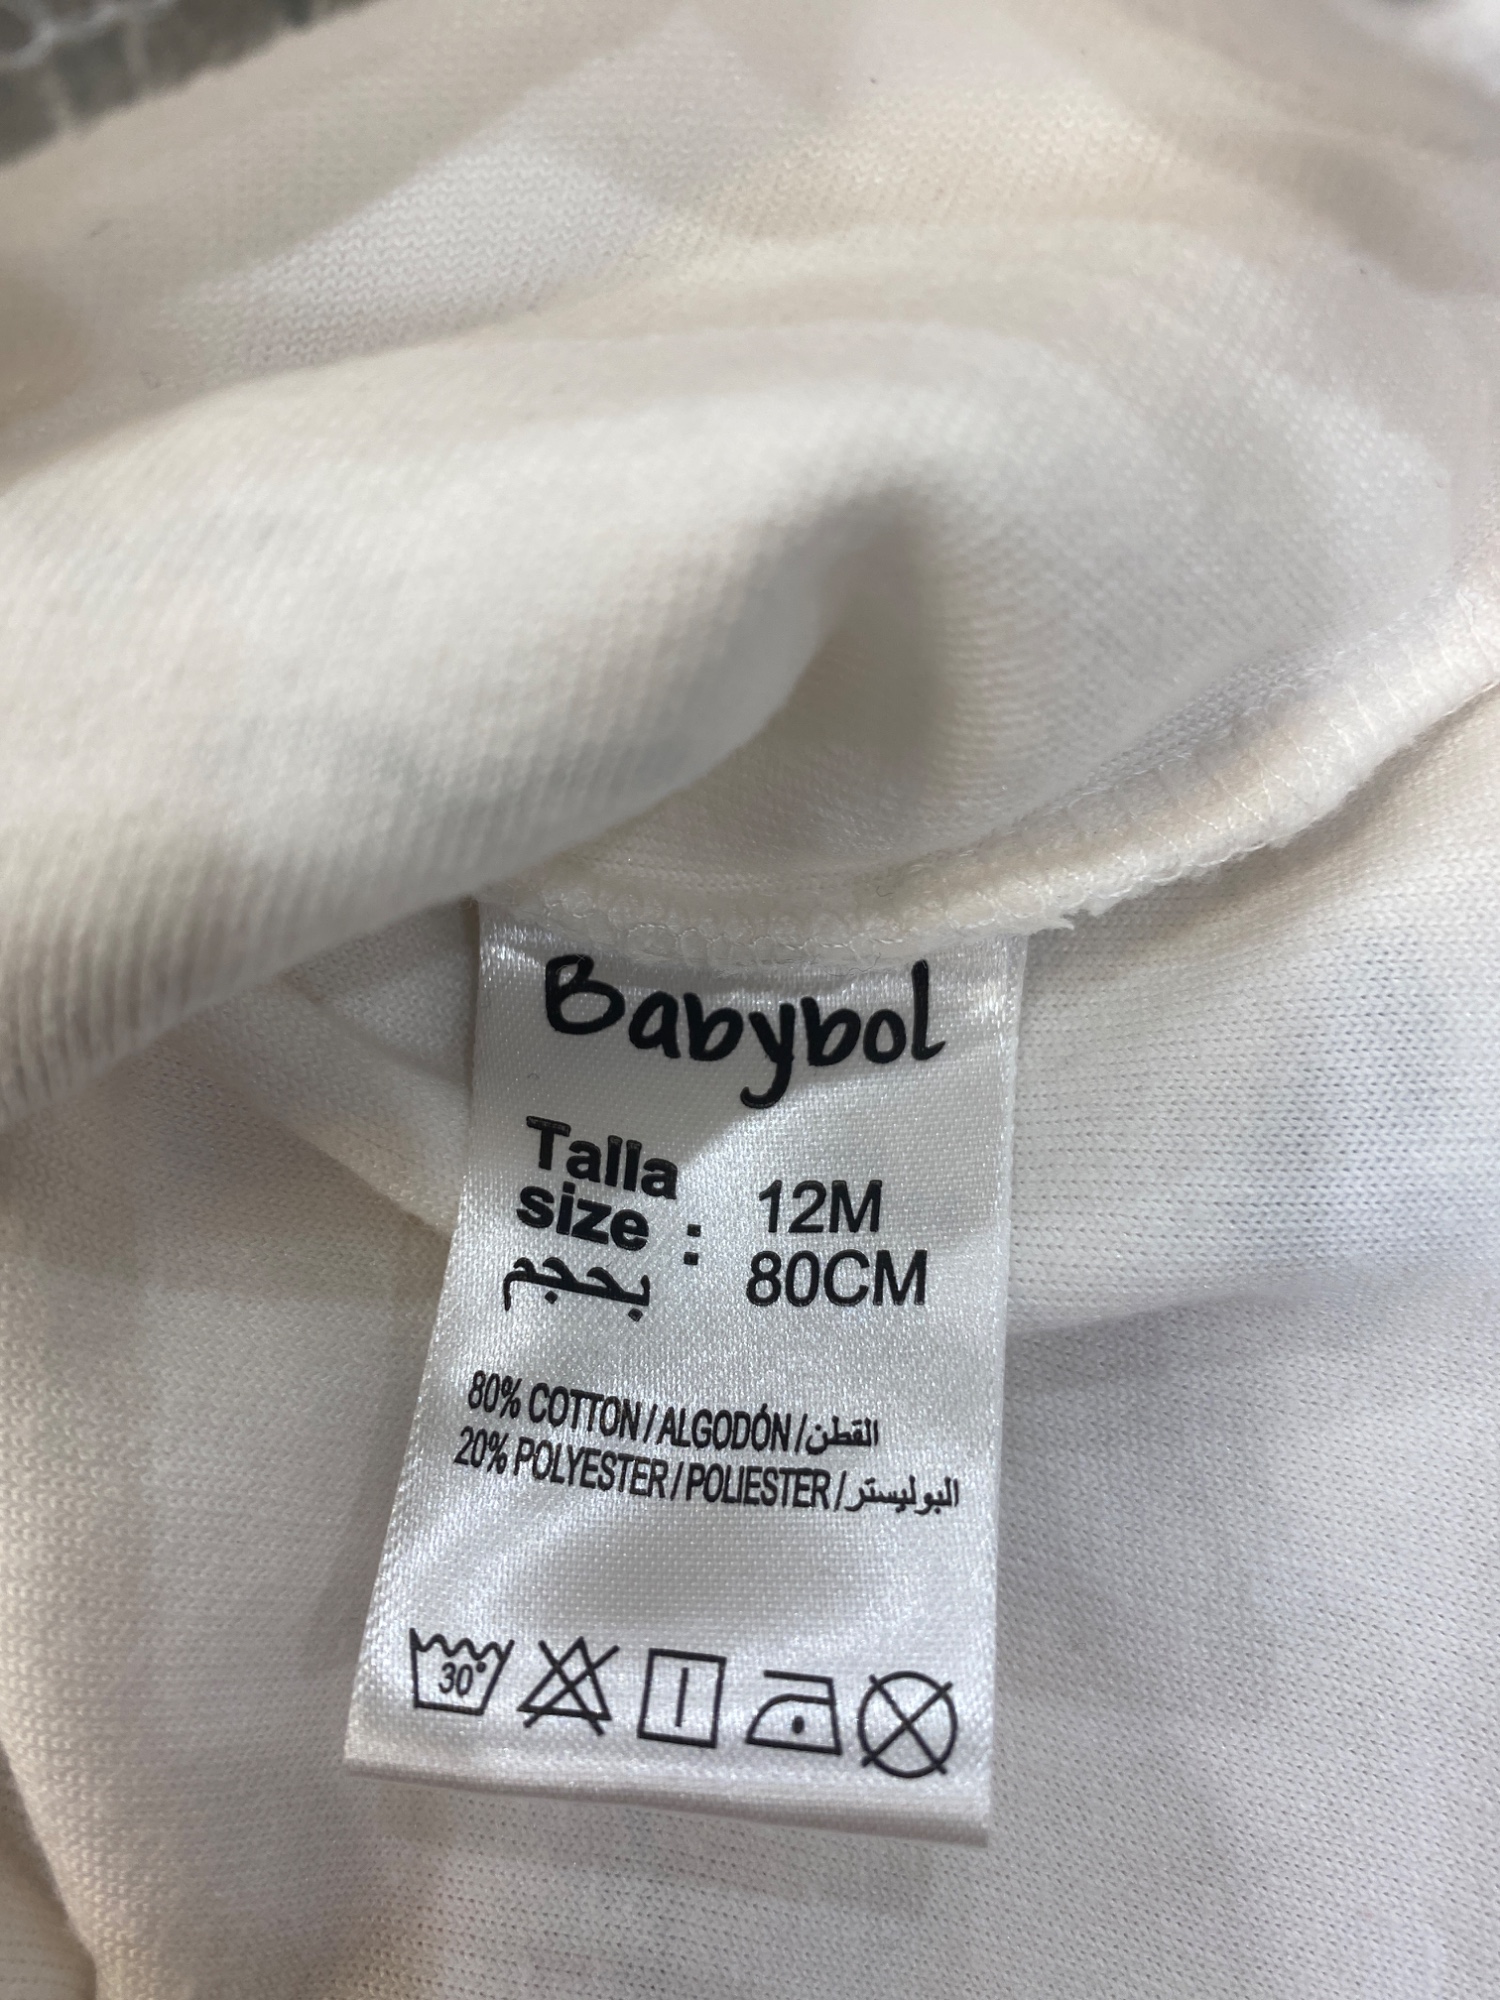 Babybol
Talla
size : 12M
بحجم 80CM
80% COTTON/ALGODÓN/القطن
20% POLYESTER/POLIESTER/البوليستر
30°